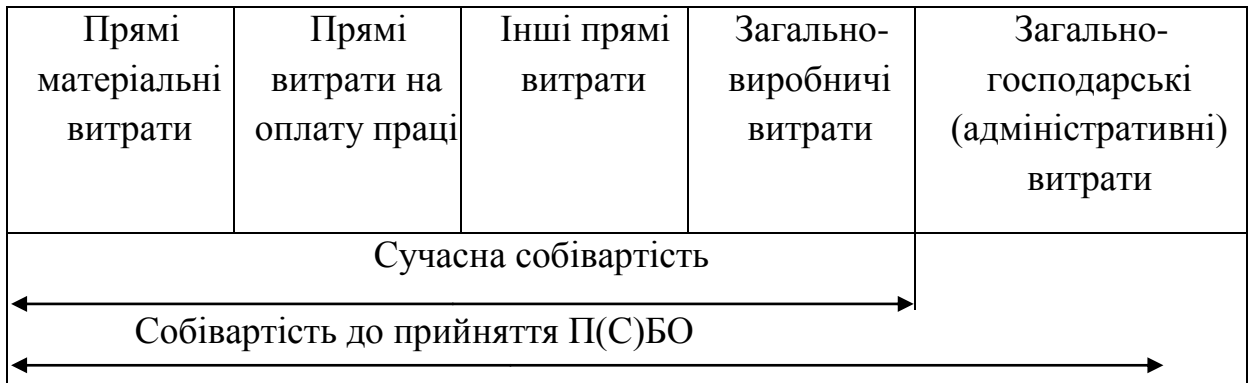 Прямі
матеріальні
витрати
Прямі
витрати на
оплату праці
Інші прямі
витрати
Загально-
виробничі
витрати
Загально-
господарські
(адміністративні)
витрати
Сучасна собівартість
Собівартість до прийняття П(С)БО